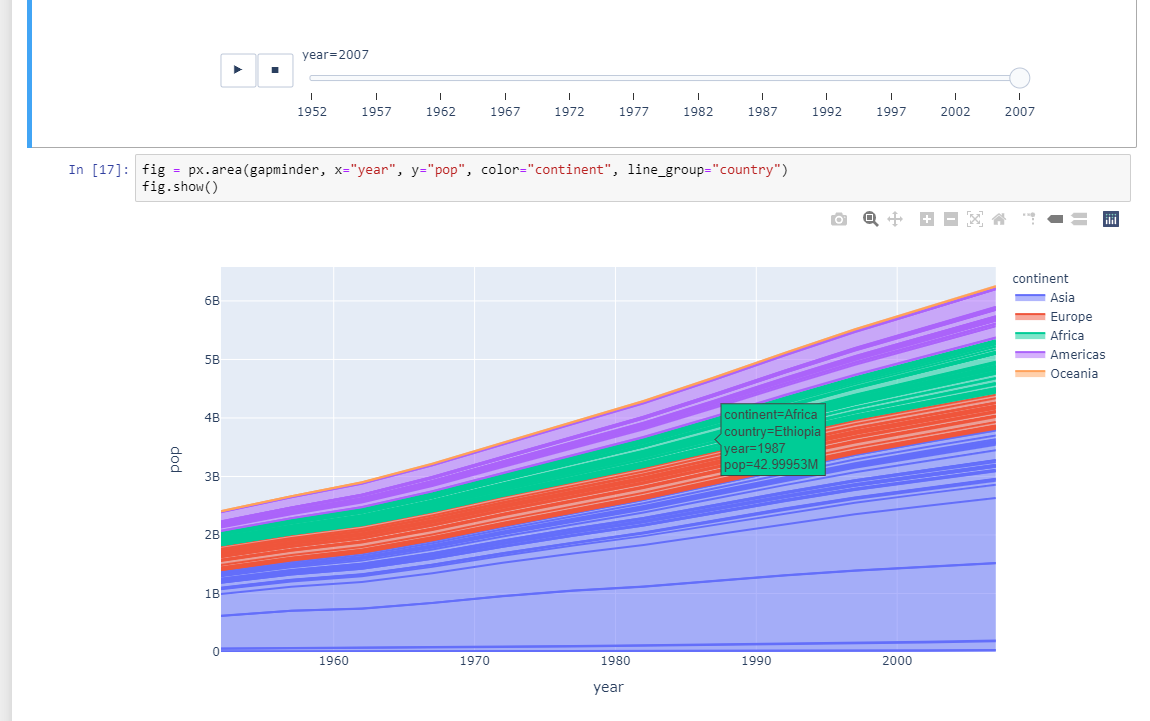 year=2007
1952 1957 1962 1967 1972 1977 1982 1987 1992 1997 2002 2007
In [17]: fig = px.area(gapminder, x="year", y="pop", color="continent", line_group="country")
fig.show()
continent
Asia
Europe
Africa
Americas
Oceania
6B
5B
4B
3B
2B
1B
0
pop
continent=Africa
country=Ethiopia
year=1987
pop=42.99953M
1960 1970 1980 1990 2000
year